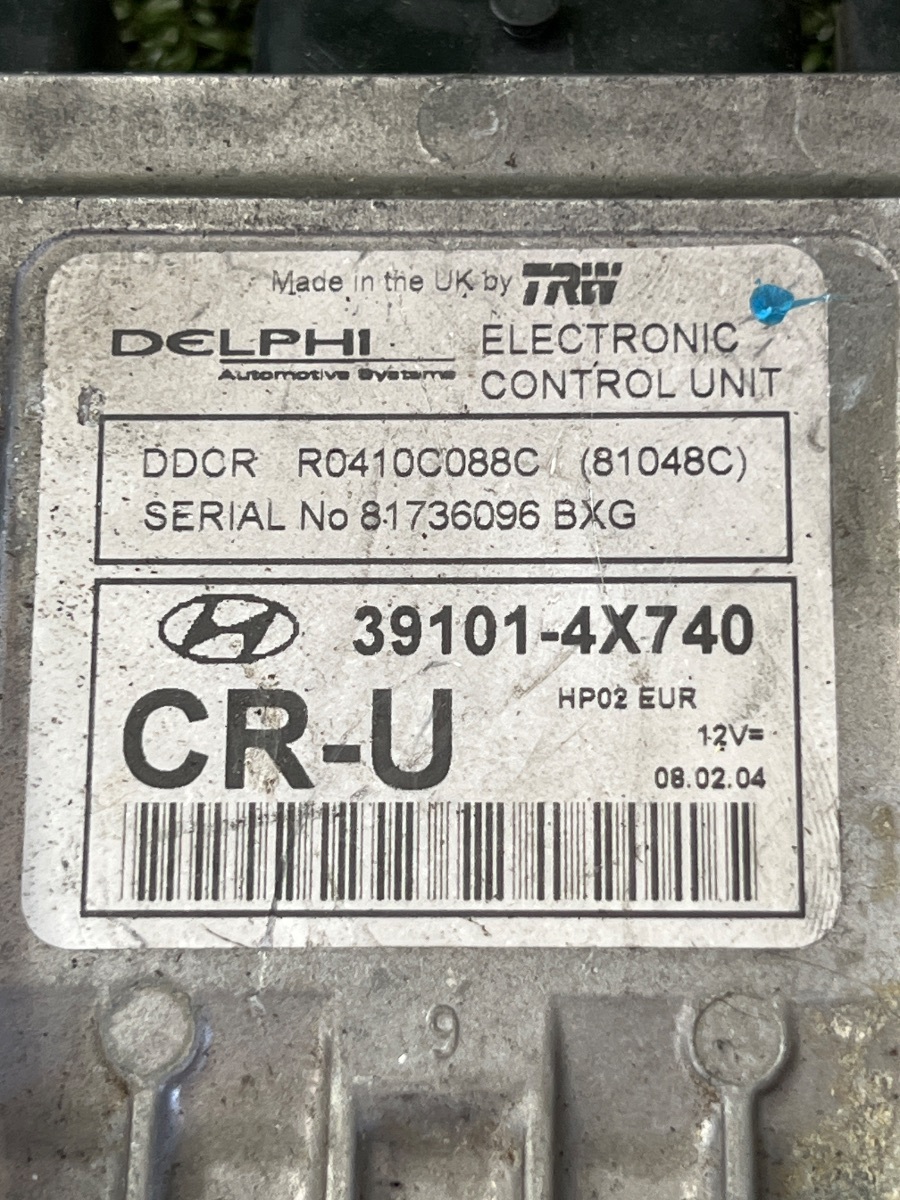 Made in the UK by TRW
DELPHI
Automotive Systems
ELECTRONIC
CONTROL UNIT
DDCR R0410C088C (81048C)
SERIAL No 81736096 BXG
39101-4X740
CR-U
HP02 EUR
12V=
08.02.04
9